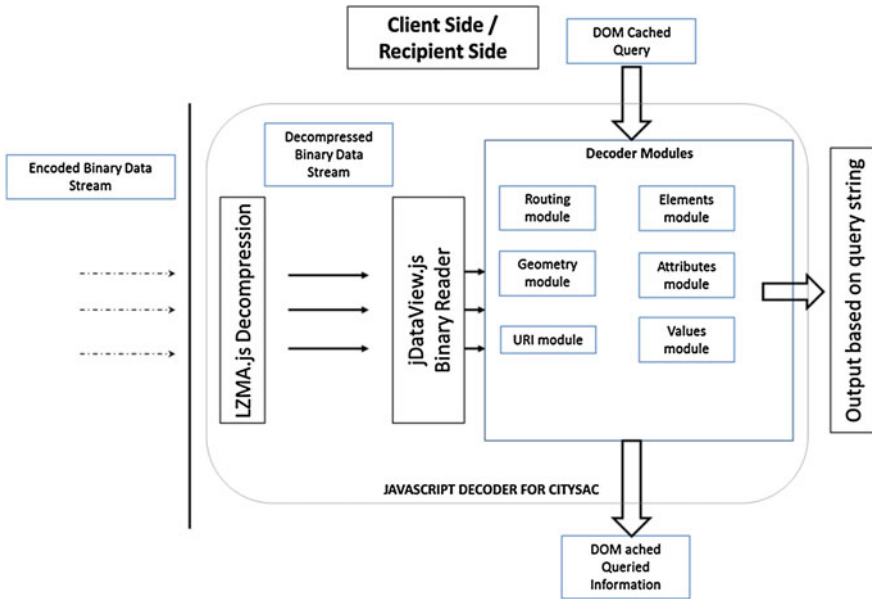 Client Side /
Recipient Side
DOM Cached
Query
Encoded Binary Data
Stream
Decompressed
Binary Data
Stream
LZMA.js Decompression
jDataView.js
Binary Reader
Decoder Modules
Routing
module
Elements
module
Geometry
module
Attributes
module
URI module
Values
module
Output based on query string
JAVASCRIPT DECODER FOR CITYSAC
DOM ached
Queried
Information